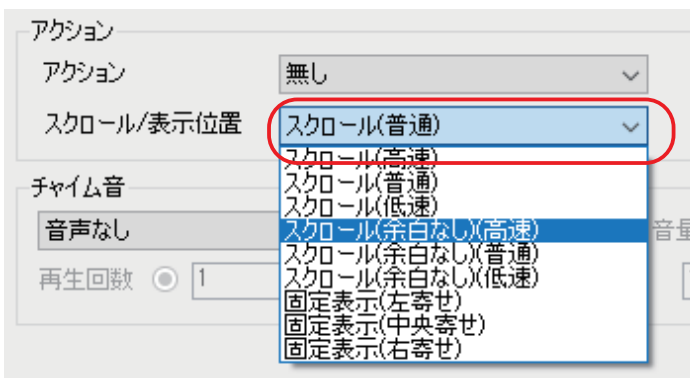 アクション
アクション 無し
スクロール/表示位置 スクロール(普通)
スクロール(高速)
スクロール(普通)
スクロール(低速)
スクロール(余白なし)(高速)
スクロール(余白なし)(普通)
スクロール(余白なし)(低速)
固定表示(左寄せ)
固定表示(中央寄せ)
固定表示(右寄せ)
チャイム音
音声なし
音量
再生回数 1